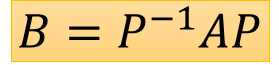 B = P⁻¹AP